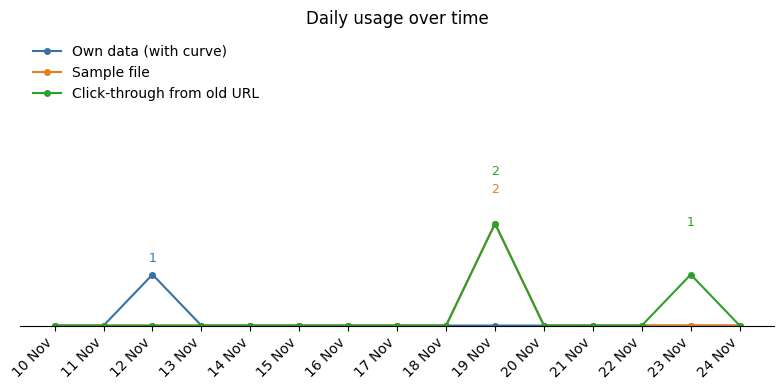 Daily usage over time
Own data (with curve)
Sample file
Click-through from old URL
2
2
1
1
10 Nov
11 Nov
12 Nov
13 Nov
14 Nov
15 Nov
16 Nov
17 Nov
18 Nov
19 Nov
20 Nov
21 Nov
22 Nov
23 Nov
24 Nov